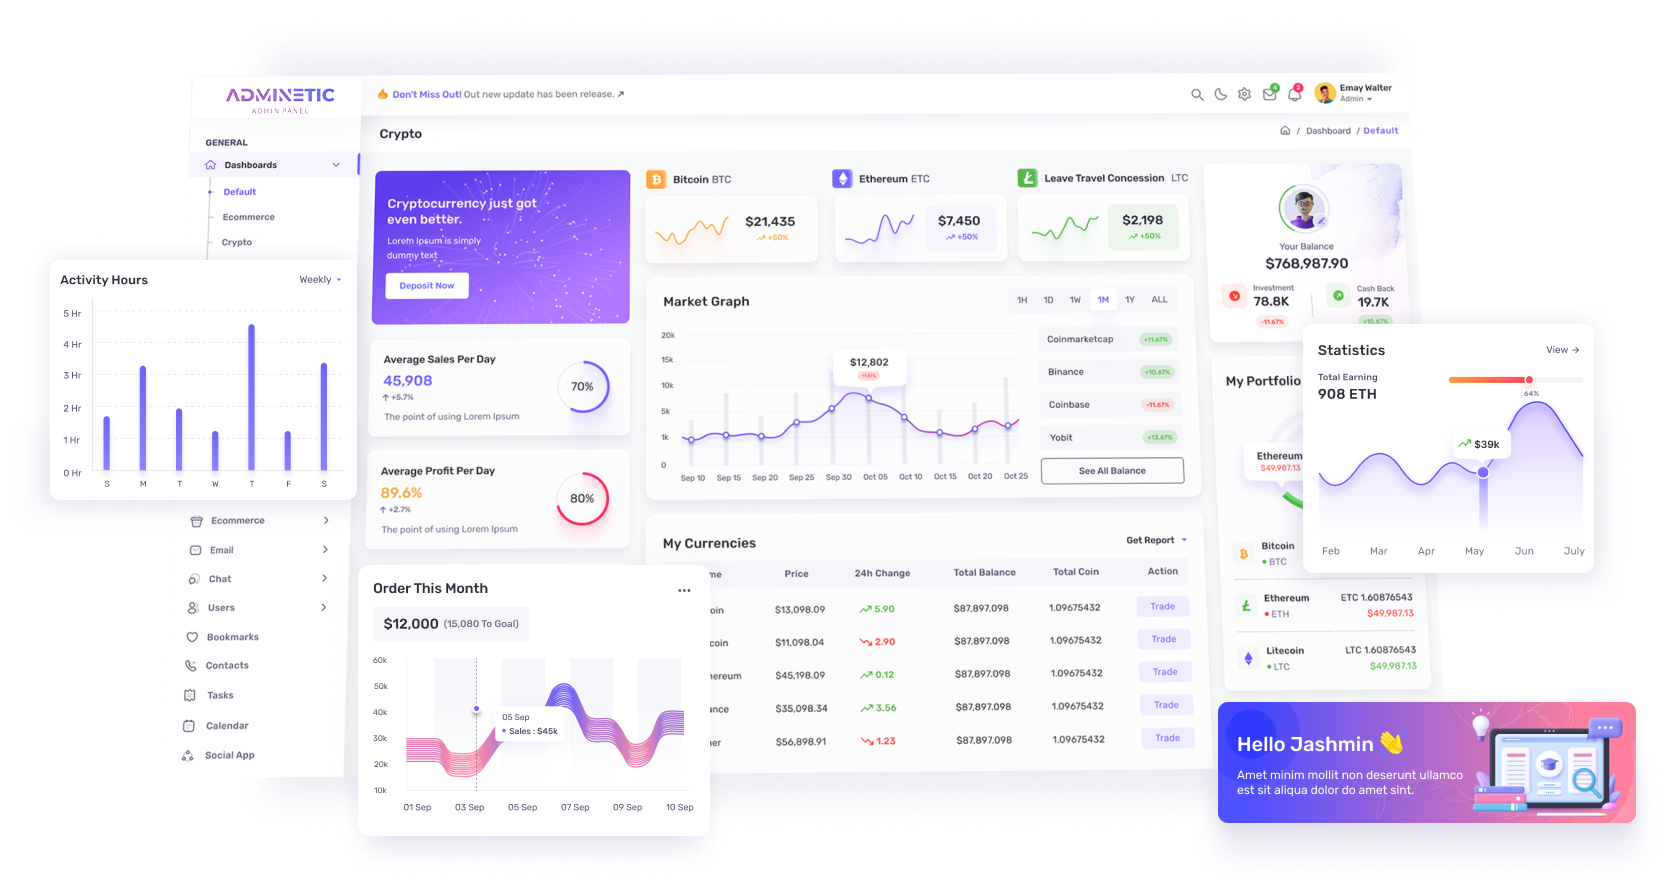 ADMINETIC
ADMIN PANEL
Don't Miss Out! Out new update has been release.
4
2
Emay Walter
Admin
Crypto
/ Dashboard / Default
GENERAL
Dashboards
Default
Ecommerce
Crypto
Activity Hours
Weekly
5 Hr
4 Hr
3 Hr
2 Hr
1 Hr
0 Hr
S M T W T F S
Ecommerce
Email
Chat
Users
Bookmarks
Contacts
Tasks
Calendar
Social App
Cryptocurrency just got
even better.
Lorem Ipsum is simply
dummy text
Deposit Now
Average Sales Per Day
45,908
+5.7%
The point of using Lorem Ipsum
70%
Average Profit Per Day
89.6%
+2.7%
The point of using Lorem Ipsum
80%
Order This Month
$12,000 (15,080 To Goal)
60k
50k
40k
30k
20k
10k
05 Sep
Sales : $45k
01 Sep 03 Sep 05 Sep 07 Sep 09 Sep 10 Sep
Bitcoin BTC
$21,435
+50%
Ethereum ETC
$7,450
+50%
Leave Travel Concession LTC
$2,198
+50%
Market Graph
1H 1D 1W 1M 1Y ALL
20k
15k
10k
5k
1k
0
$12,802
-11.67%
Sep 10 Sep 15 Sep 20 Sep 25 Sep 30 Oct 05 Oct 10 Oct 15 Oct 20 Oct 25
Coinmarketcap +11.67%
Binance +10.67%
Coinbase -11.67%
Yobit +13.67%
See All Balance
My Currencies
Get Report
me Price 24h Change Total Balance Total Coin Action
oin $13,098.09 5.90 $87,897.098 1.09675432 Trade
coin $11,098.04 2.90 $87,897.098 1.09675432 Trade
hereum $45,198.09 0.12 $87,897.098 1.09675432 Trade
ance $35,098.34 3.56 $87,897.098 1.09675432 Trade
her $56,898.91 1.23 $87,897.098 1.09675432 Trade
Your Balance
$768,987.90
Investment
78.8K
-11.67%
Cash Back
19.7K
+10.67%
My Portfolio
Ethereum
$49,987.13
Bitcoin
BTC
Ethereum ETC 1.60876543
ETH $49,987.13
Litecoin LTC 1.60876543
LTC $49,987.13
Statistics
View
Total Earning
908 ETH
64%
$39k
Feb Mar Apr May Jun July
Hello Jashmin
Amet minim mollit non deserunt ullamco
est sit aliqua dolor do amet sint.